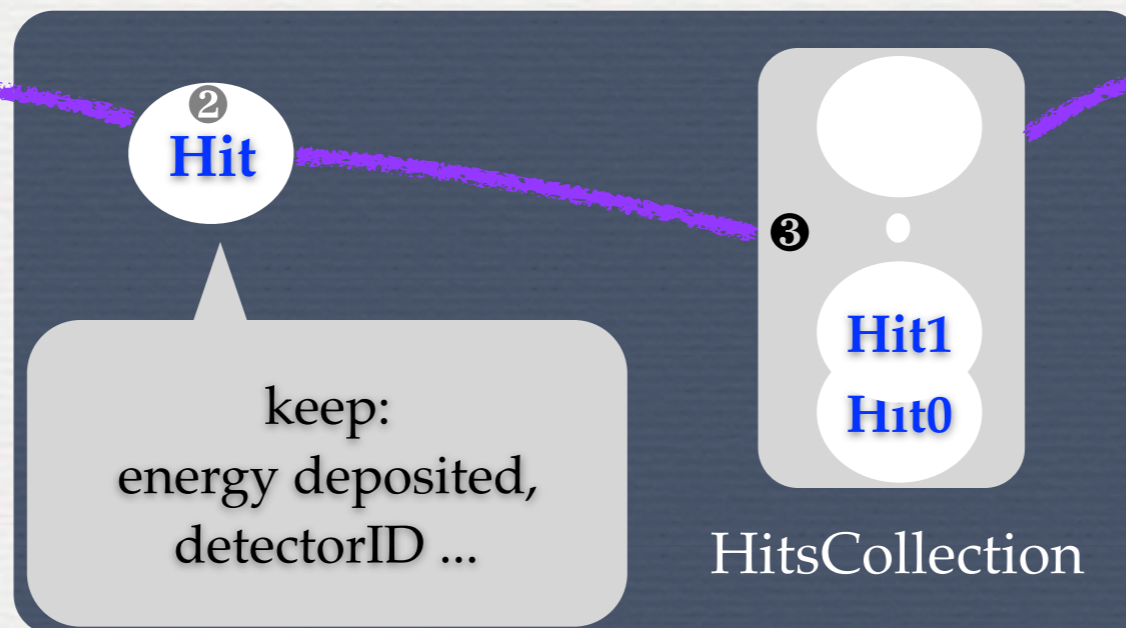 ❷
Hit
❸
Hit1
Hit0
keep:
energy deposited,
detectorID ...
HitsCollection